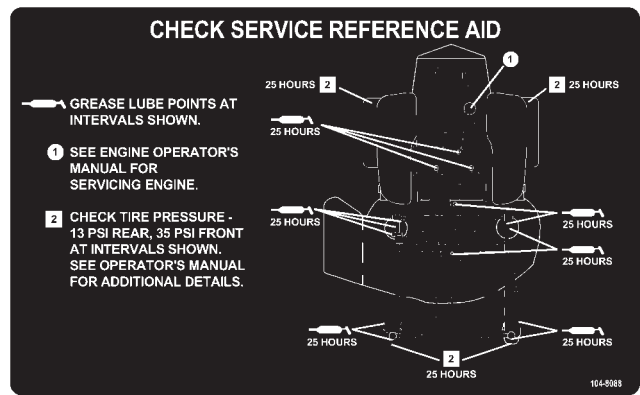 CHECK SERVICE REFERENCE AID
GREASE LUBE POINTS AT
INTERVALS SHOWN.
1 SEE ENGINE OPERATOR'S
MANUAL FOR
SERVICING ENGINE.
2 CHECK TIRE PRESSURE -
13 PSI REAR, 35 PSI FRONT
AT INTERVALS SHOWN.
SEE OPERATOR'S MANUAL
FOR ADDITIONAL DETAILS.
1
25 HOURS 2
2 25 HOURS
25 HOURS
25 HOURS
25 HOURS
25 HOURS
25 HOURS
25 HOURS
2
25 HOURS
104-8088